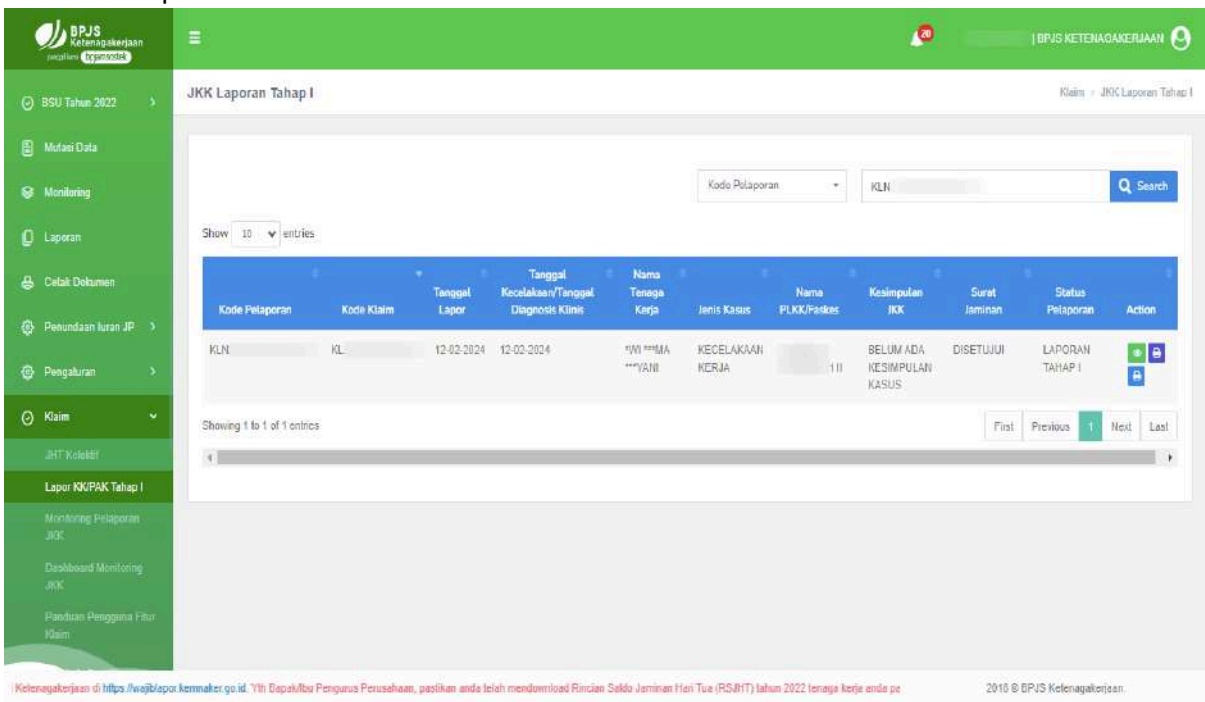 BPJS
Ketenagakerjaan
bpjamsostek
20
| BPJS KETENAGAKERJAAN
BSU Tahun 2022
Mutasi Data
Monitoring
Laporan
Cetak Dokumen
Penundaan Iuran JP
Pengaturan
Klaim
JHT Kolektif
Lapor KK/PAK Tahap I
Monitoring Pelaporan
JKK
Dashboard Monitoring
JKK
Panduan Pengguna Fitur
Klaim
JKK Laporan Tahap I
Klaim > JKK Laporan Tahap I
Kode Pelaporan
KLN
Search
Show 10 entries
Kode Pelaporan
Kode Klaim
Tanggal
Lapor
Tanggal
Kecelakaan/Tanggal
Diagnosis Klinis
Nama
Tenaga
Kerja
Jenis Kasus
Nama
PLKK/Faskes
Kesimpulan
JKK
Surat
Jaminan
Status
Pelaporan
Action
KLN
KL
12-02-2024
12-02-2024
*WI ***MA
***YANI
KECELAKAAN
KERJA
BELUM ADA
KESIMPULAN
KASUS
DISETUJUI
LAPORAN
TAHAP I
Showing 1 to 1 of 1 entries
First Previous 1 Next Last
Ketenagakerjaan di https://wajiblapor.kemnaker.go.id. Yth Bapak/Ibu Pengurus Perusahaan, pastikan anda telah mendownload Rincian Saldo Jaminan Hari Tua (RSJHT) tahun 2022 tenaga kerja anda pa
2018 © BPJS Ketenagakerjaan.